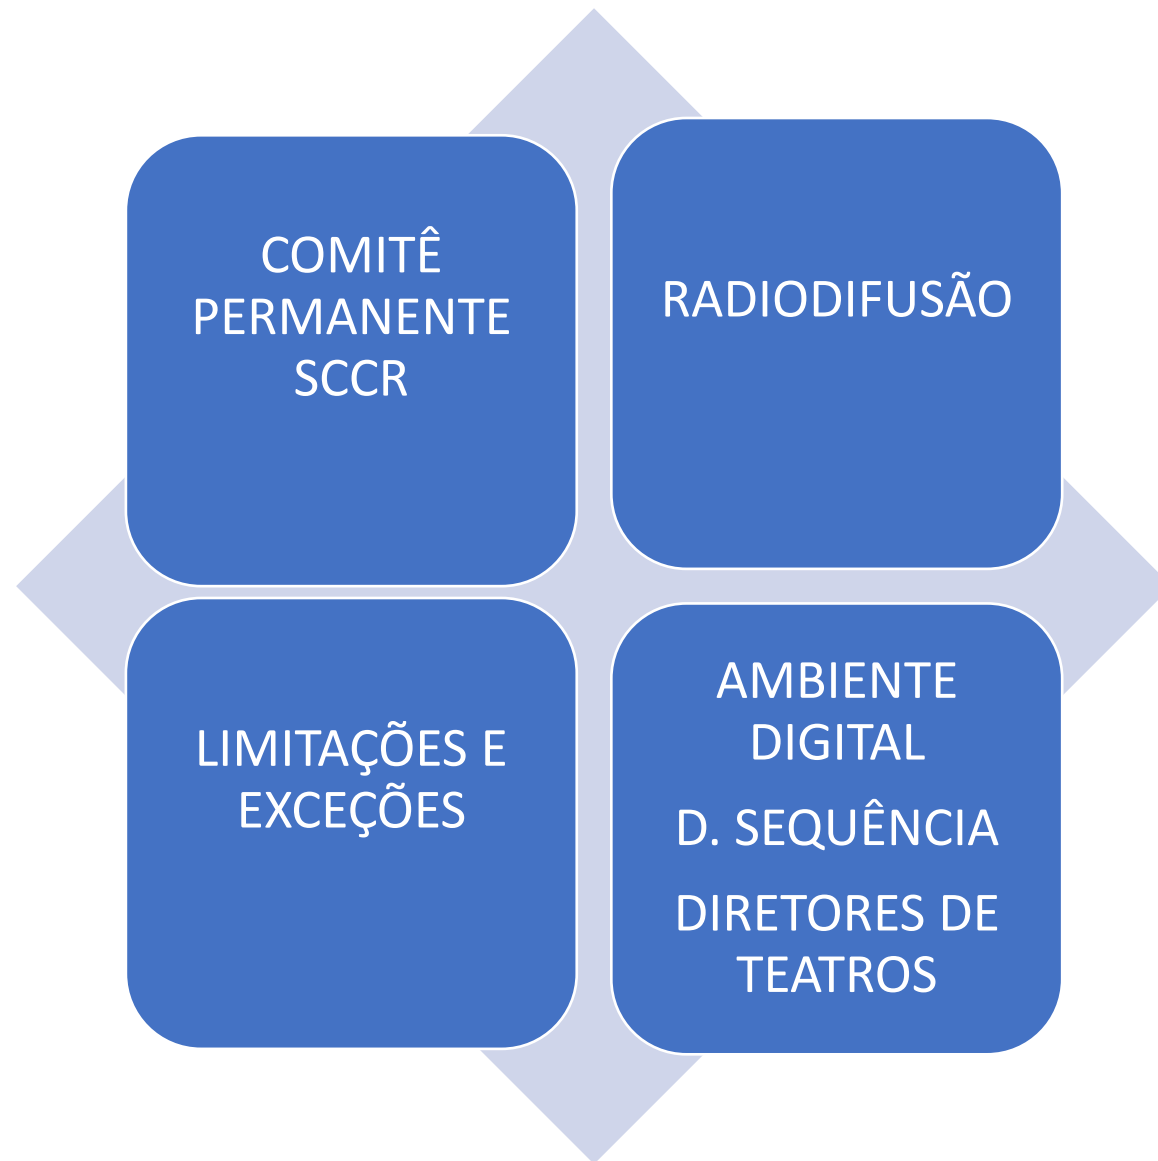 COMITÊ
PERMANENTE
SCCR
RADIODIFUSÃO
LIMITAÇÕES E
EXCEÇÕES
AMBIENTE
DIGITAL
D. SEQUÊNCIA
DIRETORES DE
TEATROS